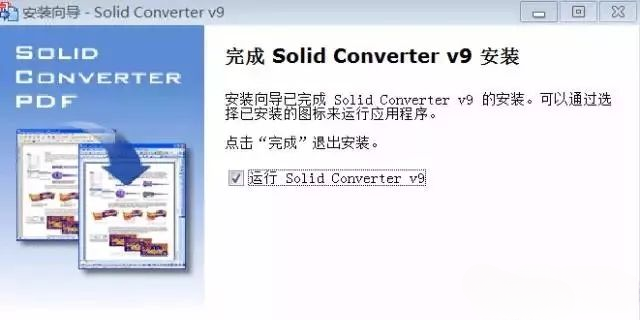 安装向导 - Solid Converter v9
SOLID
CONVERTER
PDF
完成 Solid Converter v9 安装
安装向导已完成 Solid Converter v9 的安装。可以通过选
择已安装的图标来运行应用程序。
点击“完成”退出安装。
运行 Solid Converter v9